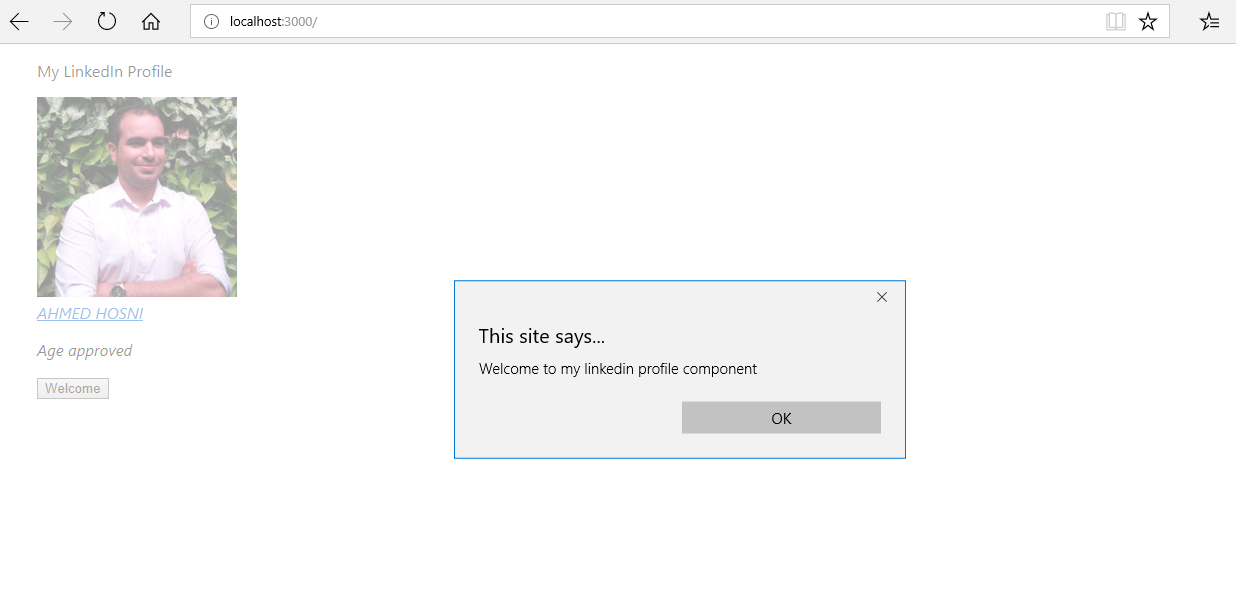 localhost:3000/
My LinkedIn Profile
AHMED HOSNI
Age approved
Welcome
This site says...
Welcome to my linkedin profile component
OK